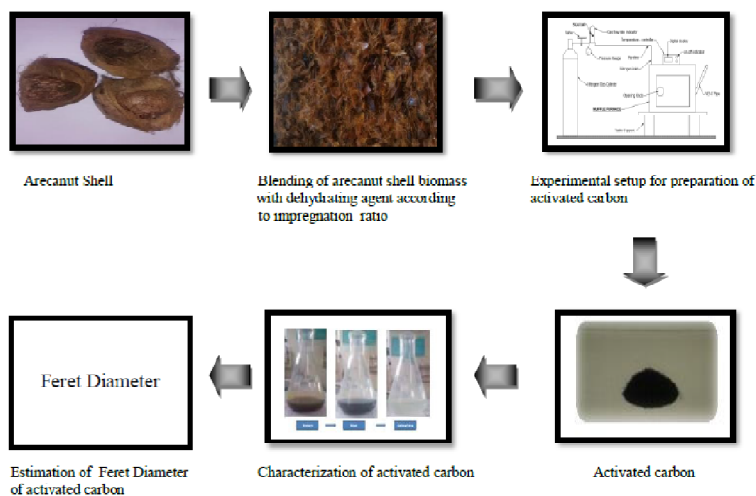 Arecanut Shell
Blending of arecanut shell biomass
with dehydrating agent according
to impregnation ratio
Experimental setup for preparation of
activated carbon
Feret Diameter
Estimation of Feret Diameter
of activated carbon
Characterization of activated carbon
Activated carbon